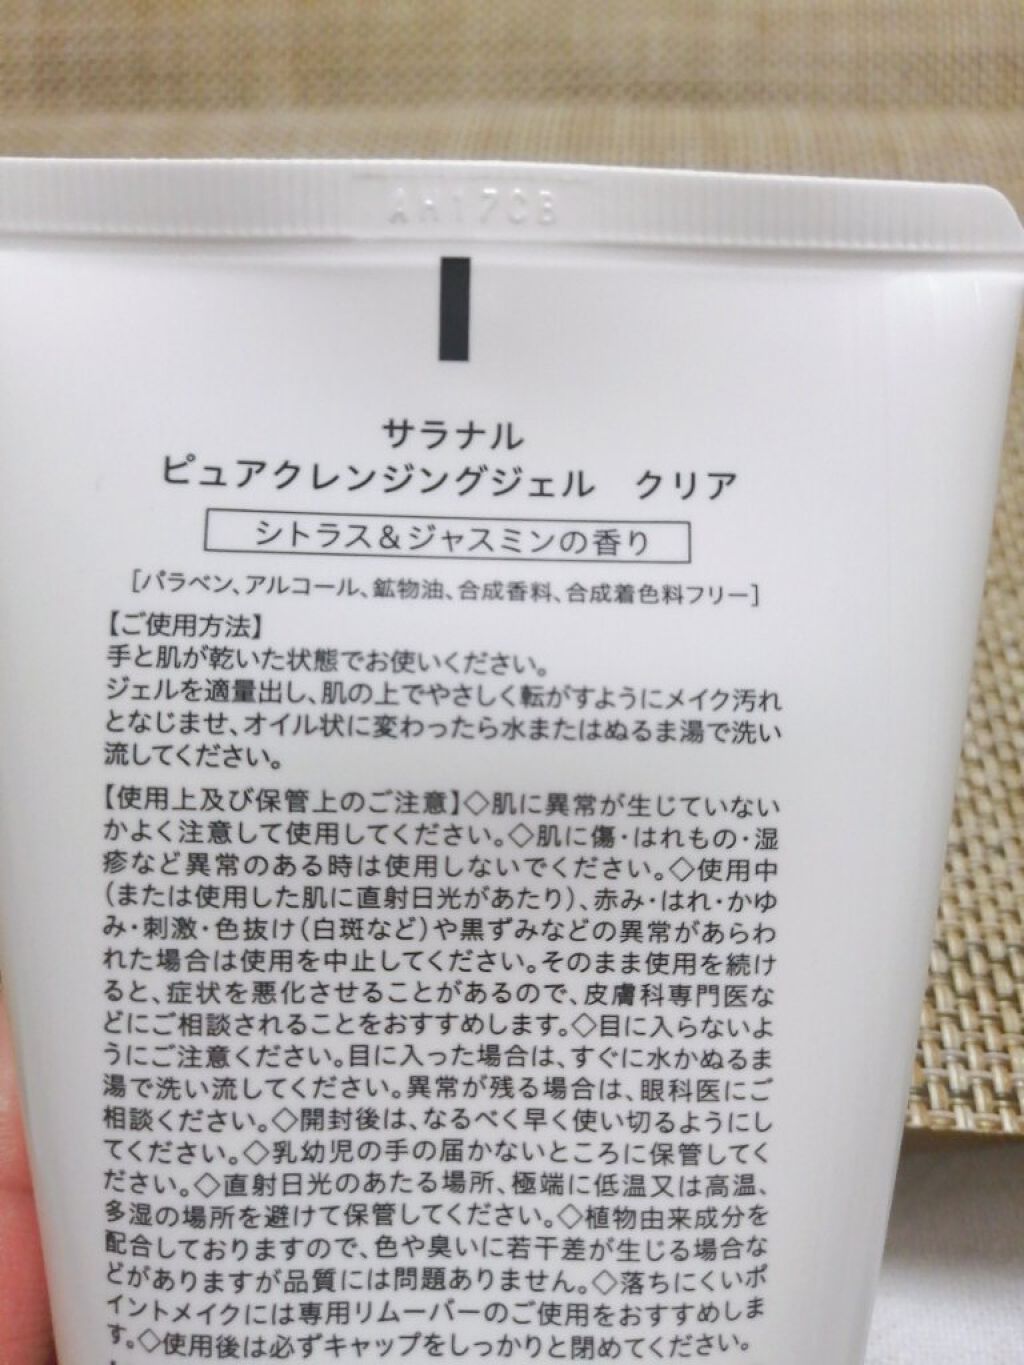 AH17CB
サラナル
ピュアクレンジングジェル クリア
シトラス&ジャスミンの香り
[パラベン、アルコール、鉱物油、合成香料、合成着色料フリー]
【ご使用方法】
手と肌が乾いた状態でお使いください。
ジェルを適量出し、肌の上でやさしく転がすようにメイク汚れ
となじませ、オイル状に変わったら水またはぬるま湯で洗い
流してください。
【使用上及び保管上のご注意】◇肌に異常が生じていない
かよく注意して使用してください。◇肌に傷・はれもの・湿
疹など異常のある時は使用しないでください。◇使用中
(または使用した肌に直射日光があたり)、赤み・はれ・かゆ
み・刺激・色抜け(白斑など)や黒ずみなどの異常があらわ
れた場合は使用を中止してください。そのまま使用を続け
ると、症状を悪化させることがあるので、皮膚科専門医な
どにご相談されることをおすすめします。◇目に入らないよ
うにご注意ください。目に入った場合は、すぐに水かぬるま
湯で洗い流してください。異常が残る場合は、眼科医にご
相談ください。◇開封後は、なるべく早く使い切るようにし
てください。◇乳幼児の手の届かないところに保管してく
ださい。◇直射日光のあたる場所、極端に低温又は高温、
多湿の場所を避けて保管してください。◇植物由来成分を
配合しておりますので、色や臭いに若干差が生じる場合な
どがありますが品質には問題ありません。◇落ちにくいポ
イントメイクには専用リムーバーのご使用をおすすめしま
す。◇使用後は必ずキャップをしっかりと閉めてください。